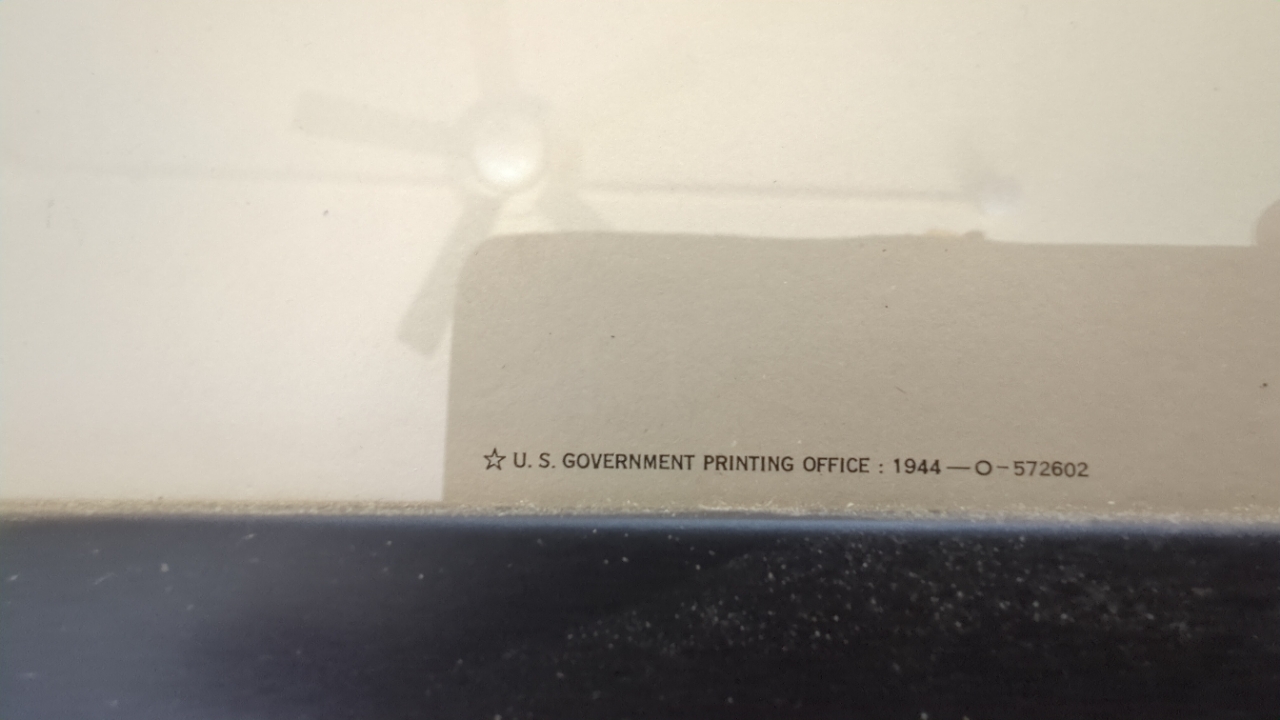 ☆ U. S. GOVERNMENT PRINTING OFFICE : 1944 — O - 572602